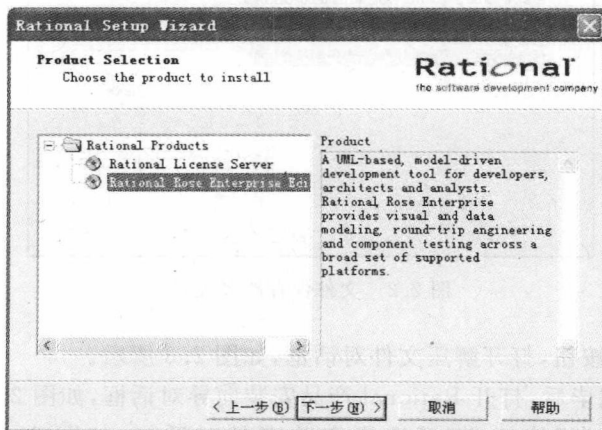 Rational Setup Wizard
Product Selection
Choose the product to install
Rational
the software development company
Rational Products
Rational License Server
Rational Rose Enterprise Edi
Product
A UML-based, model-driven
development tool for developers,
architects and analysts.
Rational Rose Enterprise
provides visual and data
modeling, round-trip engineering
and component testing across a
broad set of supported
platforms.
<上一步(B) 下一步(N) > 取消 帮助